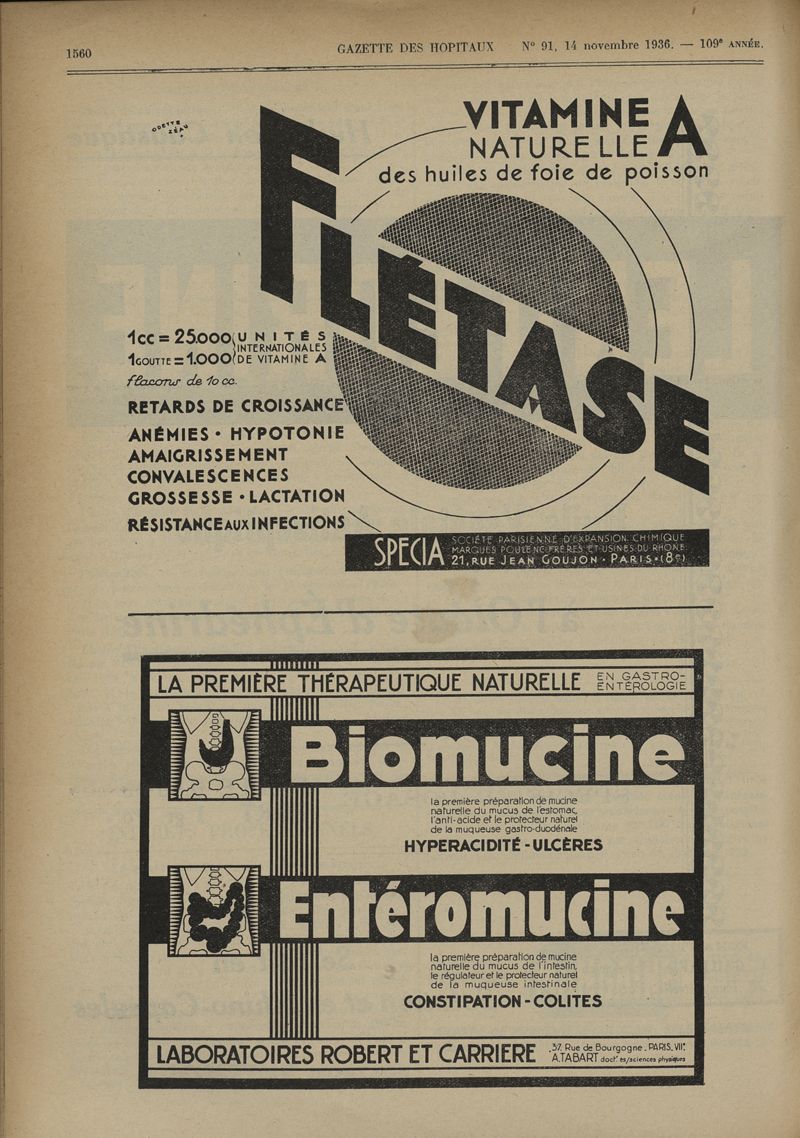 1560
GAZETTE DES HOPITAUX N° 91, 14 novembre 1936. — 109e ANNÉE.
ODETTE
ZÉAU
VITAMINE A
NATURELLE
des huiles de foie de poisson
FLÉTASE
1cc = 25.000 UNITÉS
INTERNATIONALES
1 GOUTTE = 1.000 DE VITAMINE A
flacons de 10 cc.
RETARDS DE CROISSANCE
ANÉMIES • HYPOTONIE
AMAIGRISSEMENT
CONVALESCENCES
GROSSESSE • LACTATION
RÉSISTANCE AUX INFECTIONS
SPECIA
SOCIÉTÉ PARISIENNE D'EXPANSION CHIMIQUE
MARQUES POULENC FRÈRES ET USINES DU RHÔNE
21, RUE JEAN GOUJON • PARIS • (8e)
LA PREMIÈRE THÉRAPEUTIQUE NATURELLE EN GASTRO-
ENTÉROLOGIE
Biomucine
la première préparation de mucine
naturelle du mucus de l'estomac,
l'anti-acide et le protecteur naturel
de la muqueuse gastro-duodénale
HYPERACIDITÉ - ULCÈRES
Entéromucine
la première préparation de mucine
naturelle du mucus de l'intestin,
le régulateur et le protecteur naturel
de la muqueuse intestinale
CONSTIPATION - COLITES
LABORATOIRES ROBERT ET CARRIERE
37, Rue de Bourgogne. PARIS. VIIe
A. TABART doctr es/sciences physiques